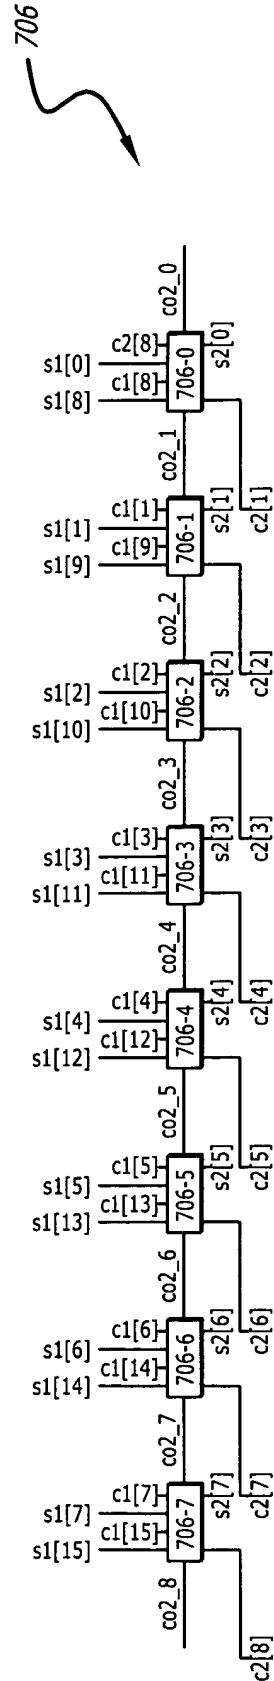 706
co2_0
c2[8]
s1[0]
c1[8]
s1[8]
706-0
s2[0]
co2_1
c1[1]
s1[1]
c1[9]
s1[9]
706-1
s2[1]
c2[1]
co2_2
c1[2]
s1[2]
c1[10]
s1[10]
706-2
s2[2]
c2[2]
co2_3
c1[3]
s1[3]
c1[11]
s1[11]
706-3
s2[3]
c2[3]
co2_4
c1[4]
s1[4]
c1[12]
s1[12]
706-4
s2[4]
c2[4]
co2_5
c1[5]
s1[5]
c1[13]
s1[13]
706-5
s2[5]
c2[5]
co2_6
c1[6]
s1[6]
c1[14]
s1[14]
706-6
s2[6]
c2[6]
co2_7
c1[7]
s1[7]
c1[15]
s1[15]
706-7
s2[7]
c2[7]
co2_8
c2[8]